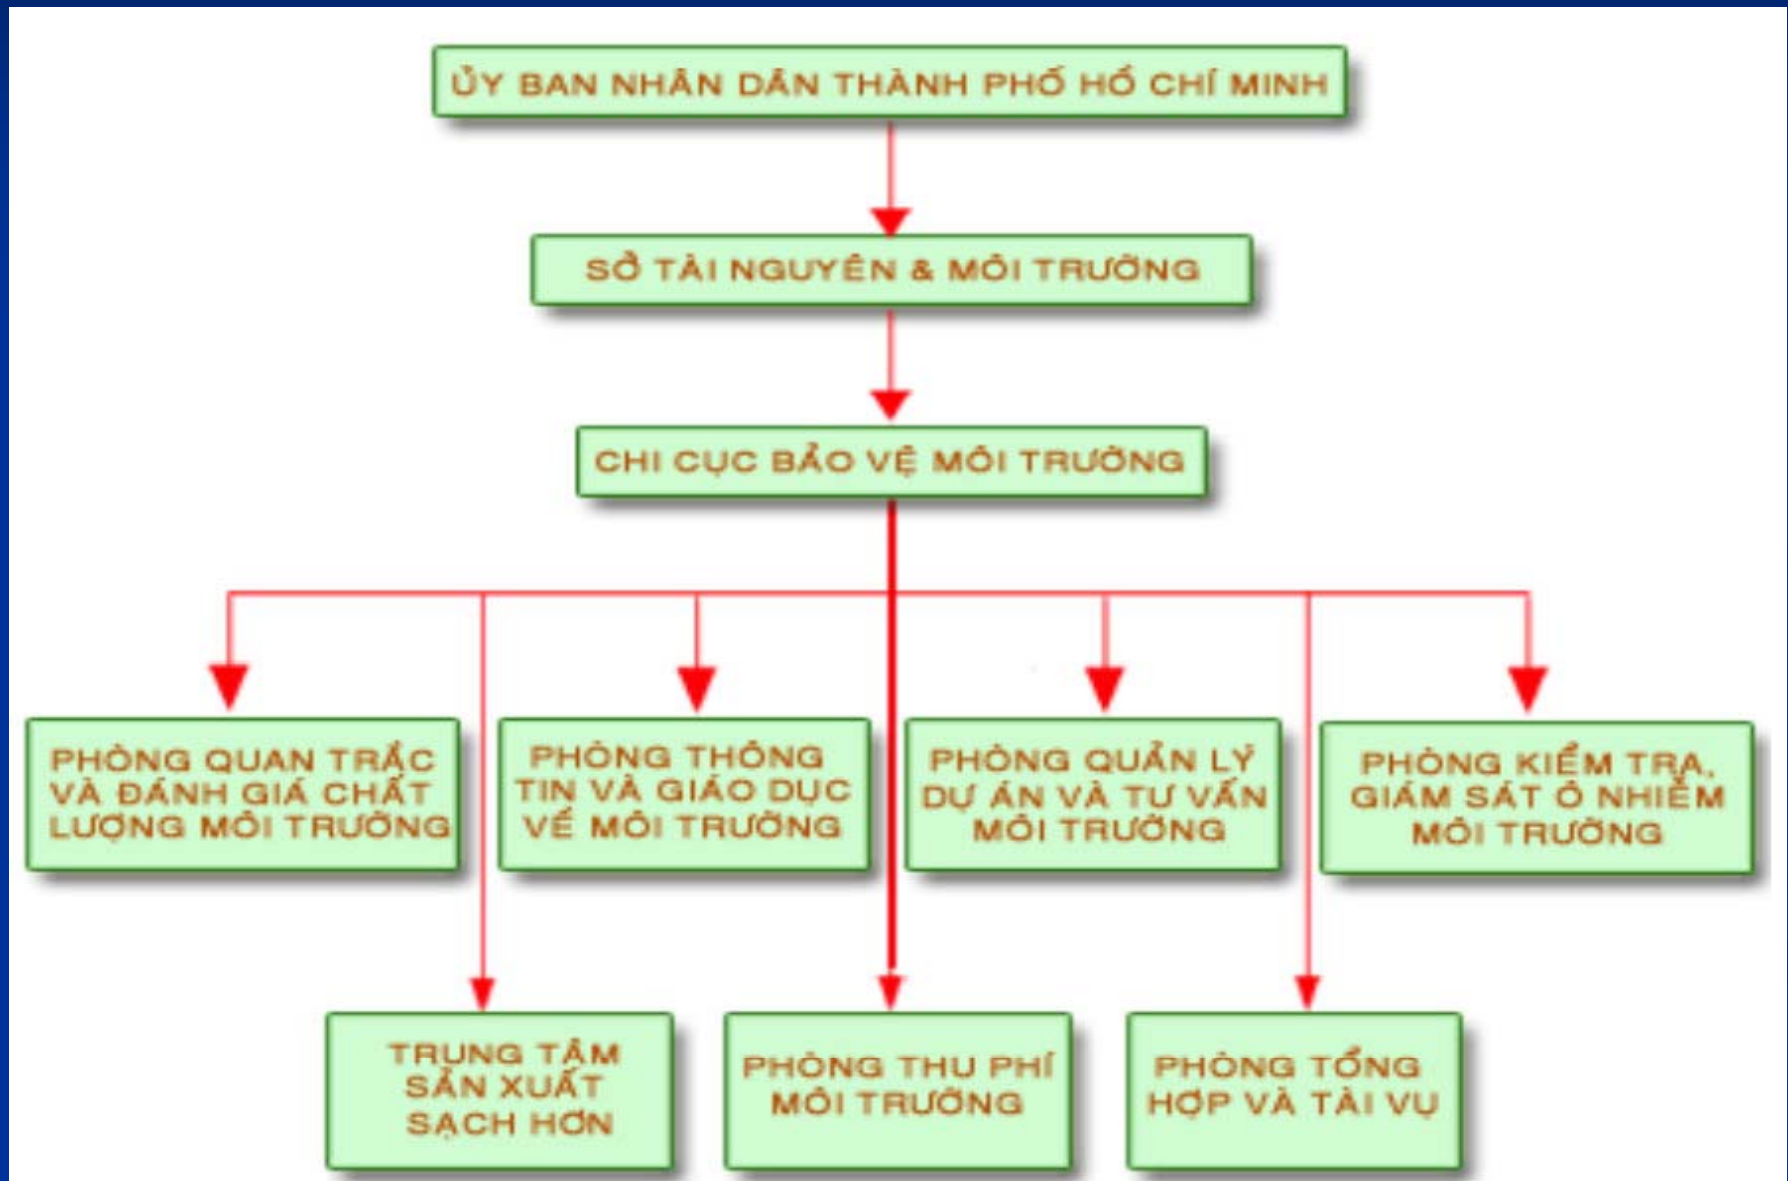 ỦY BAN NHÂN DÂN THÀNH PHỐ HỒ CHÍ MINH
SỞ TÀI NGUYÊN & MÔI TRƯỜNG
CHI CỤC BẢO VỆ MÔI TRƯỜNG
PHÒNG QUAN TRẮC
VÀ ĐÁNH GIÁ CHẤT
LƯỢNG MÔI TRƯỜNG
PHÒNG THÔNG
TIN VÀ GIÁO DỤC
VỀ MÔI TRƯỜNG
PHÒNG QUẢN LÝ
DỰ ÁN VÀ TƯ VẤN
MÔI TRƯỜNG
PHÒNG KIỂM TRA,
GIÁM SÁT Ô NHIỄM
MÔI TRƯỜNG
TRUNG TÂM
SẢN XUẤT
SẠCH HƠN
PHÒNG THU PHÍ
MÔI TRƯỜNG
PHÒNG TỔNG
HỢP VÀ TÀI VỤ